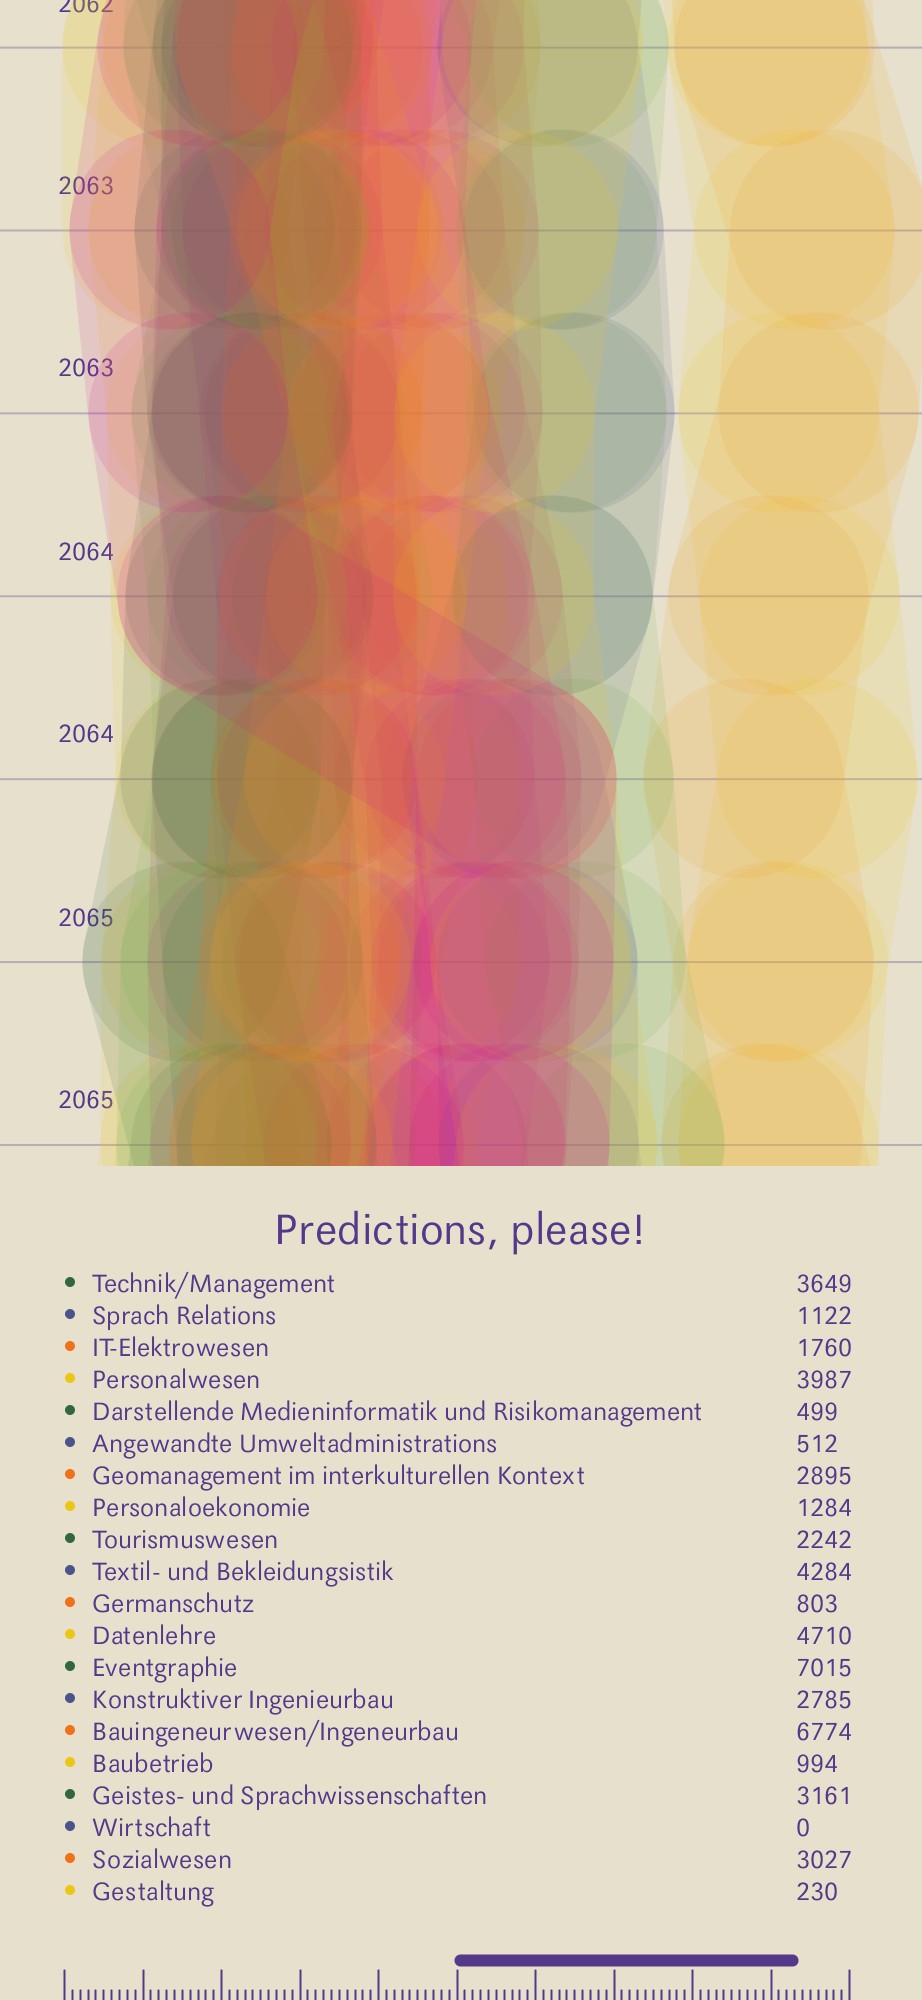 2062
2063
2063
2064
2064
2065
2065
Predictions, please!
Technik/Management 3649
Sprach Relations 1122
IT-Elektrowesen 1760
Personalwesen 3987
Darstellende Medieninformatik und Risikomanagement 499
Angewandte Umweltadministrations 512
Geomanagement im interkulturellen Kontext 2895
Personaloekonomie 1284
Tourismuswesen 2242
Textil- und Bekleidungsistik 4284
Germanschutz 803
Datenlehre 4710
Eventgraphie 7015
Konstruktiver Ingenieurbau 2785
Bauingeneurwesen/Ingeneurbau 6774
Baubetrieb 994
Geistes- und Sprachwissenschaften 3161
Wirtschaft 0
Sozialwesen 3027
Gestaltung 230